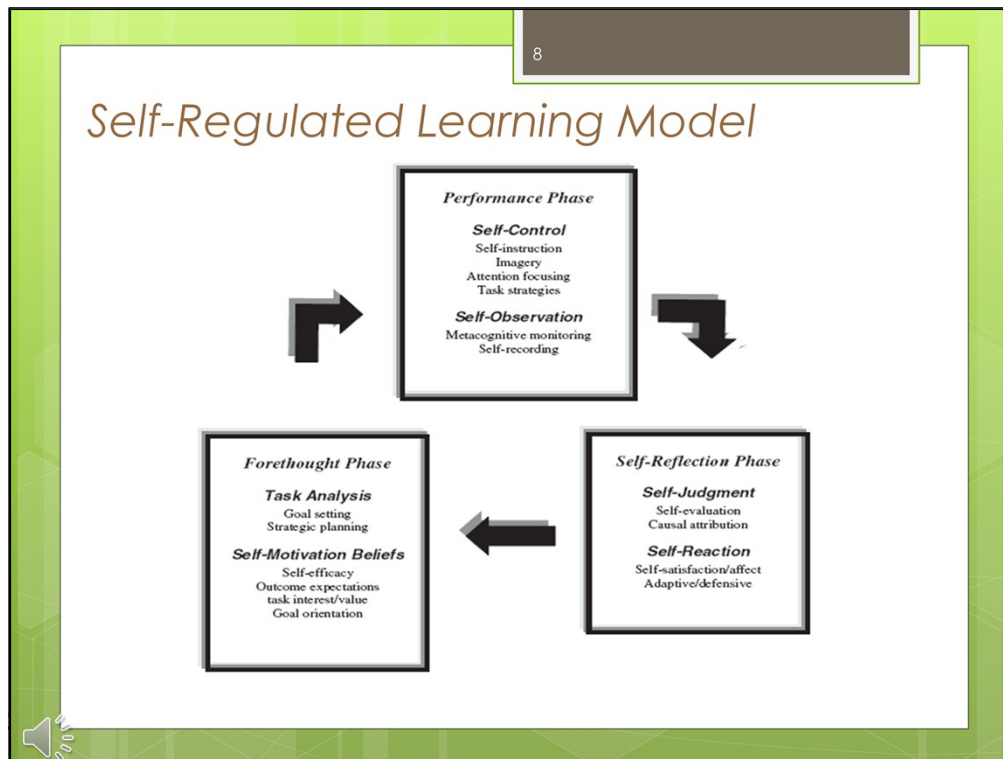 8
Self-Regulated Learning Model
Performance Phase
Self-Control
Self-instruction
Imagery
Attention focusing
Task strategies
Self-Observation
Metacognitive monitoring
Self-recording
Forethought Phase
Task Analysis
Goal setting
Strategic planning
Self-Motivation Beliefs
Self-efficacy
Outcome expectations
task interest/value
Goal orientation
Self-Reflection Phase
Self-Judgment
Self-evaluation
Causal attribution
Self-Reaction
Self-satisfaction/affect
Adaptive/defensive